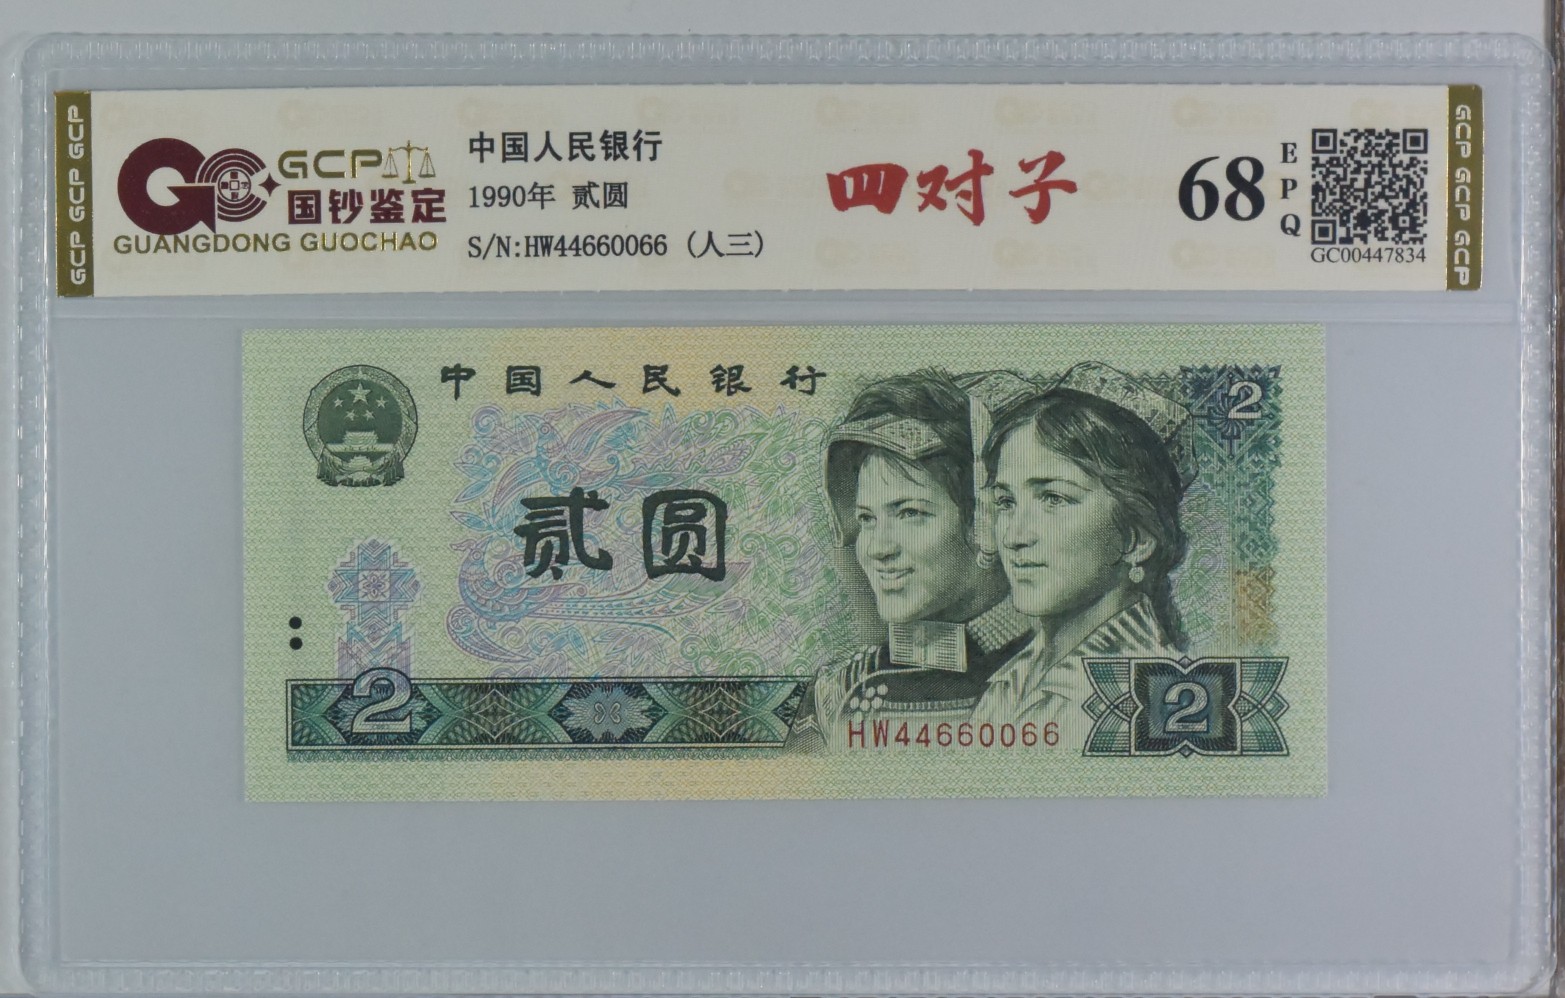 GCP
国钞鉴定
GUANGDONG GUOCHAO
中国人民银行
1990年 贰圆
S/N:HW44660066 (人三)
四对子
68
EPQ
GC00447834
GCP GCP GCP
GCP GCP GCP
中国人民银行
2
贰圆
2
HW44660066
2